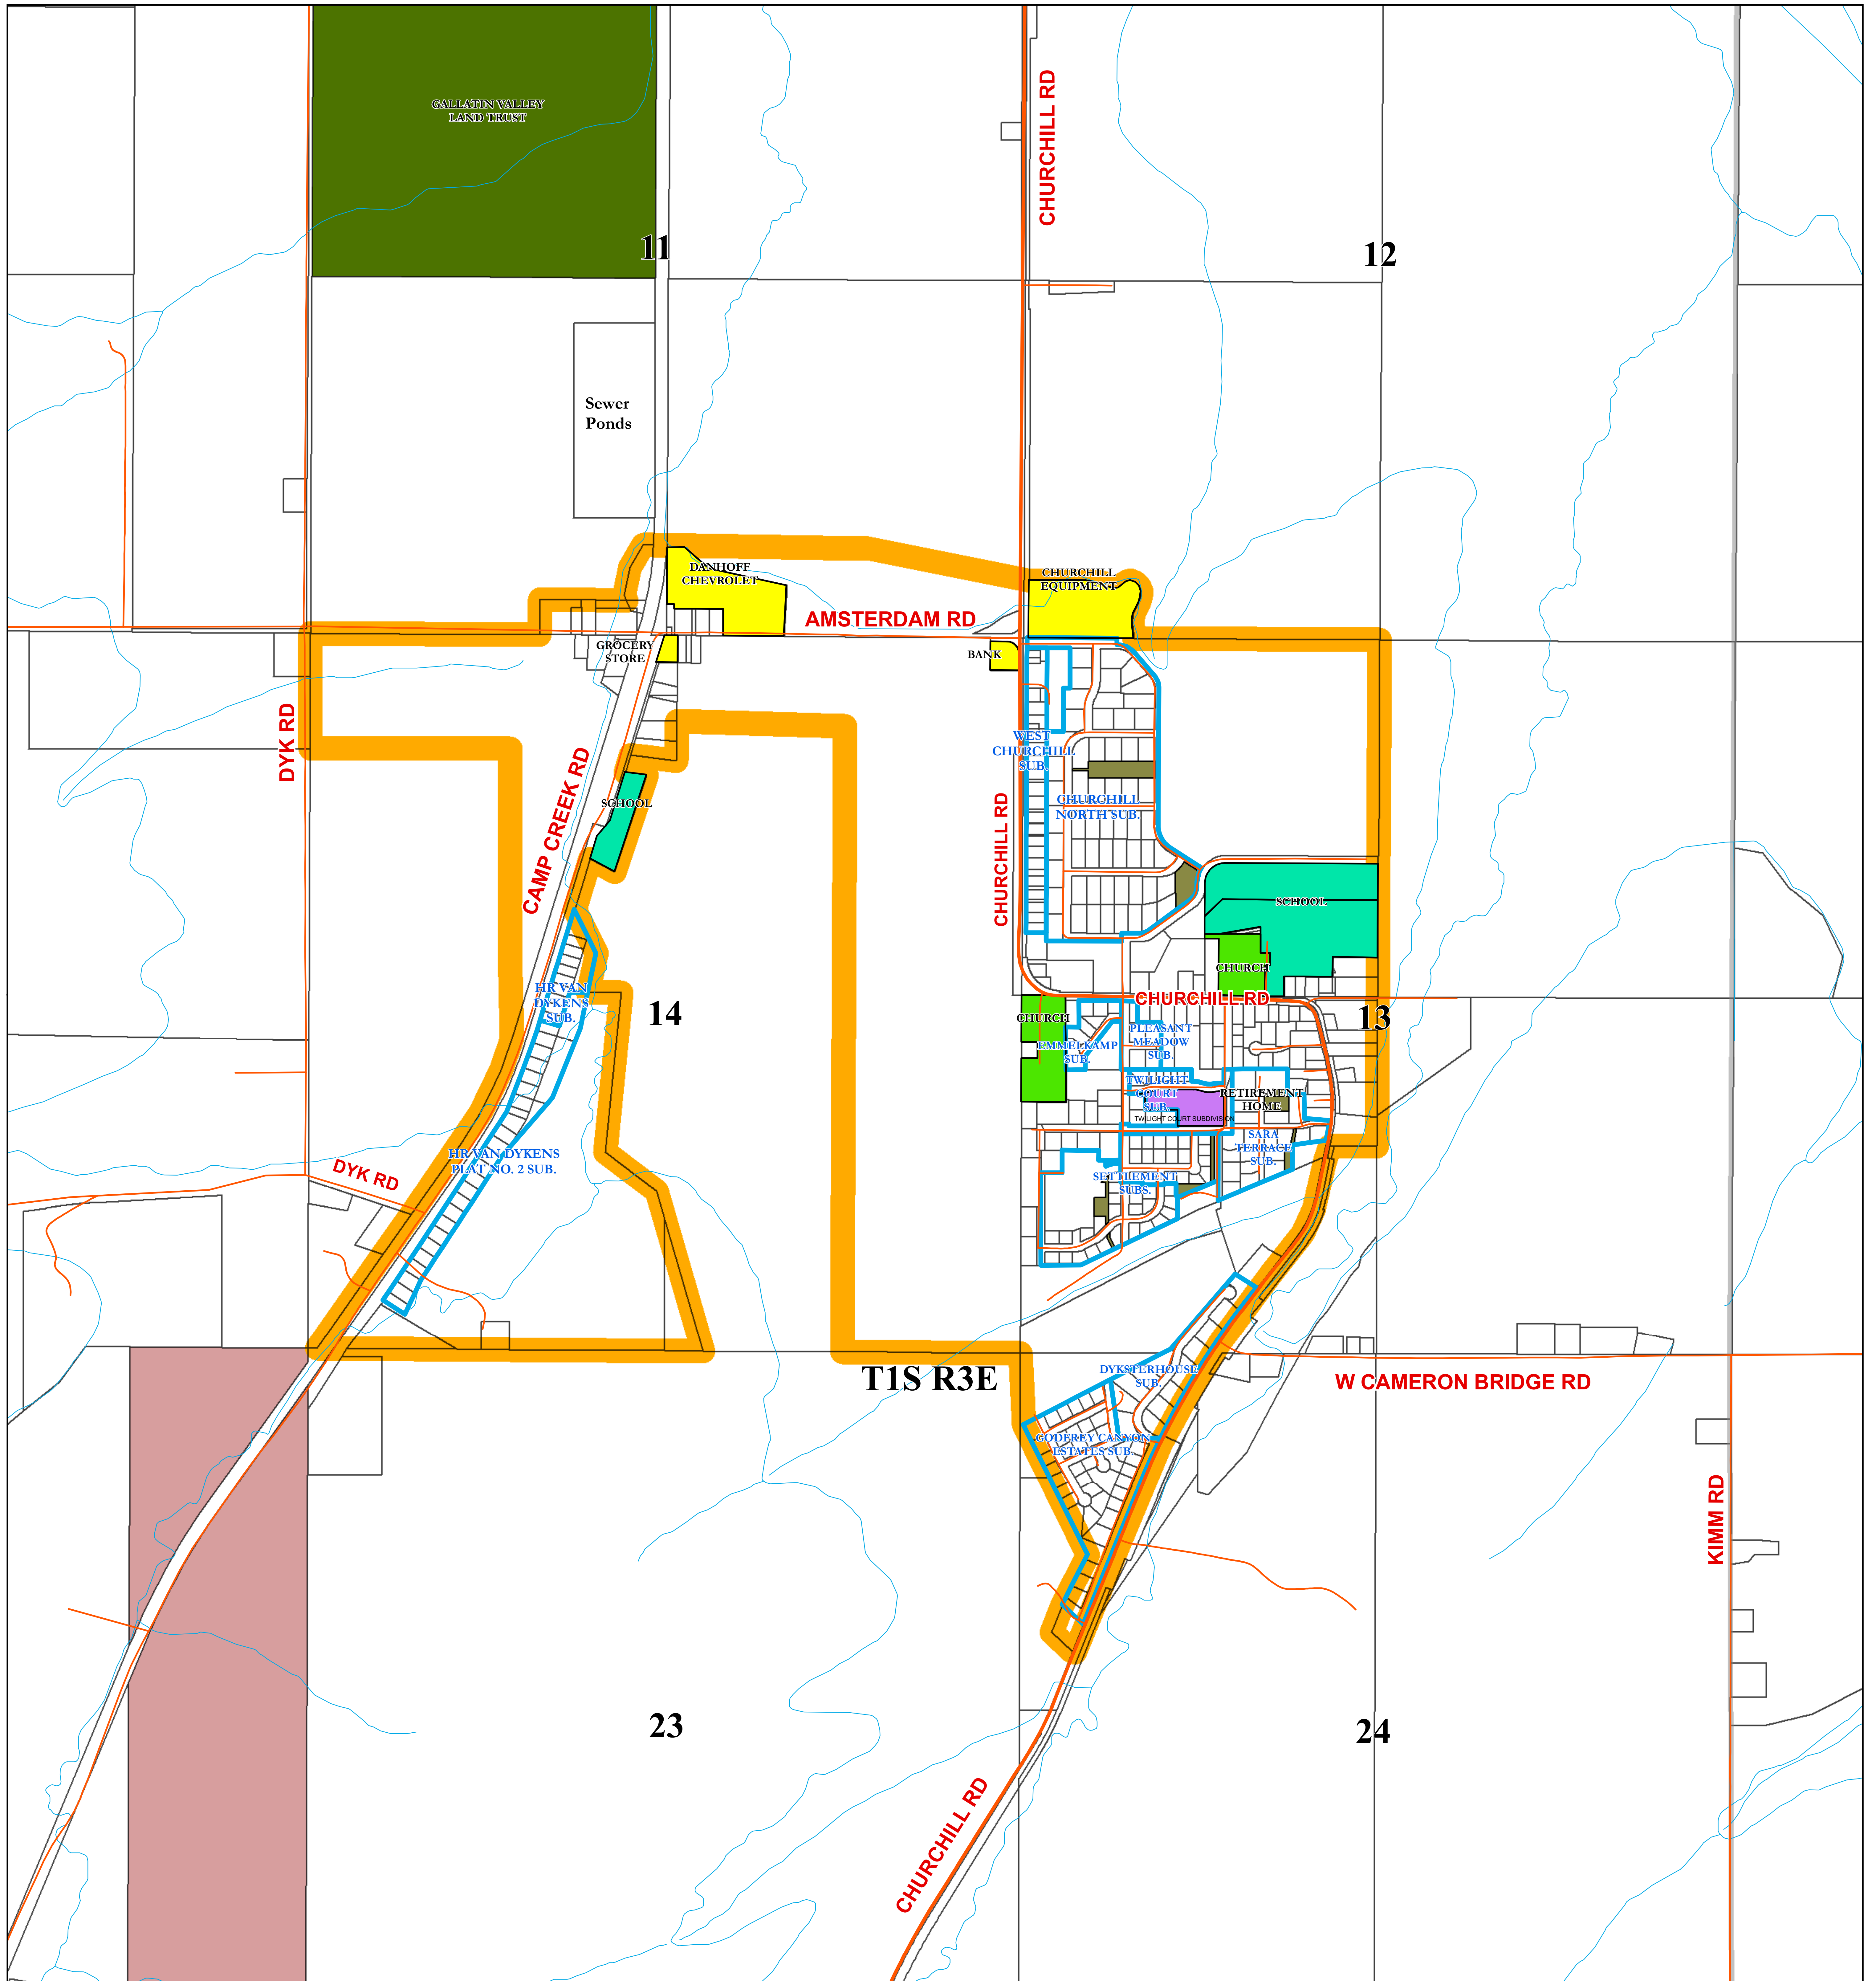 GALLATIN VALLEY
LAND TRUST
CHURCHILL RD
11
12
Sewer
Ponds
DANHOFF
CHEVROLET
CHURCHILL
EQUIPMENT
AMSTERDAM RD
GROCERY
STORE
BANK
DYK RD
WEST
CHURCHILL
SUB.
CAMP CREEK RD
SCHOOL
CHURCHILL
NORTH SUB.
CHURCHILL RD
SCHOOL
CHURCH
HR VAN
DYKENS
SUB.
14
CHURCHILL RD
CHURCH
13
PLEASANT
MEADOW
SUB.
EMMELKAMP
SUB.
TWILIGHT
COURT
SUB.
RETIREMENT
HOME
TWILIGHT COURT SUBDIVISION
SARA
TERRACE
SUB.
HR VAN DYKENS
PLAT NO. 2 SUB.
DYK RD
SETTLEMENT
SUBS.
T1S R3E
DYKSTERHOUSE
SUB.
W CAMERON BRIDGE RD
GODFREY CANYON
ESTATES SUB.
KIMM RD
23
24
CHURCHILL RD